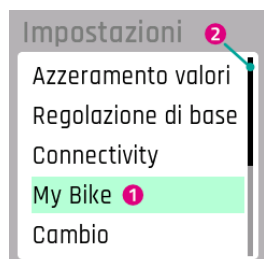 Impostazioni 2
Azzeramento valori
Regolazione di base
Connectivity
My Bike 1
Cambio